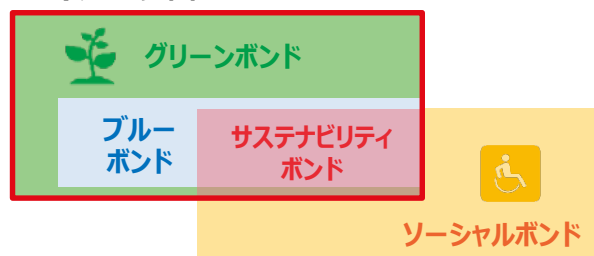 グリーンボンド
ブルー
ボンド
サステナビリティ
ボンド
ソーシャルボンド